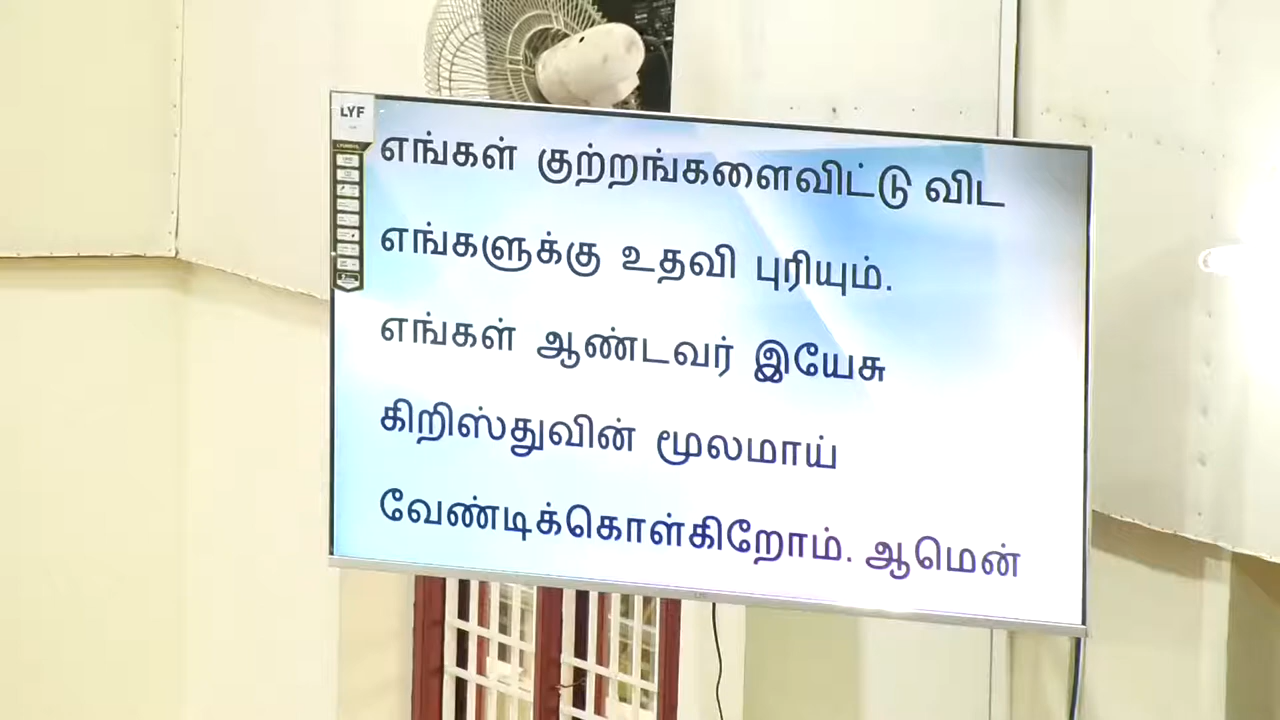 LYF
எங்கள் குற்றங்களைவிட்டு விட
எங்களுக்கு உதவி புரியும்.
எங்கள் ஆண்டவர் இயேசு
கிறிஸ்துவின் மூலமாய்
வேண்டிக்கொள்கிறோம். ஆமென்